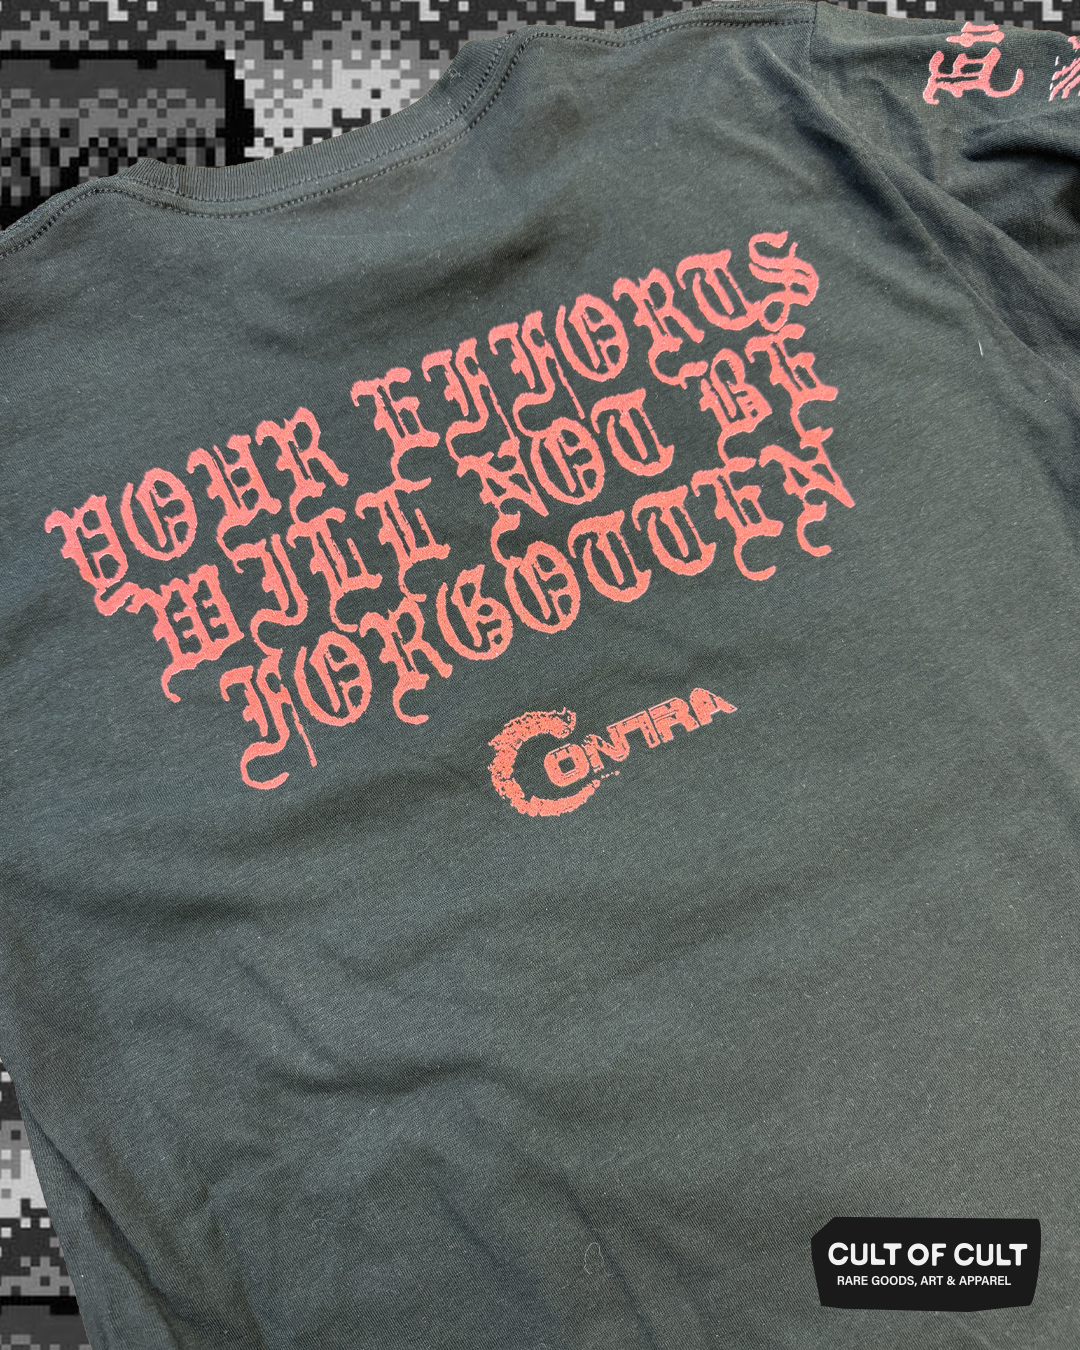 YOUR EFFORTS
WILL NOT BE
FORGOTTEN
CONTRA
CULT OF CULT
RARE GOODS, ART & APPAREL